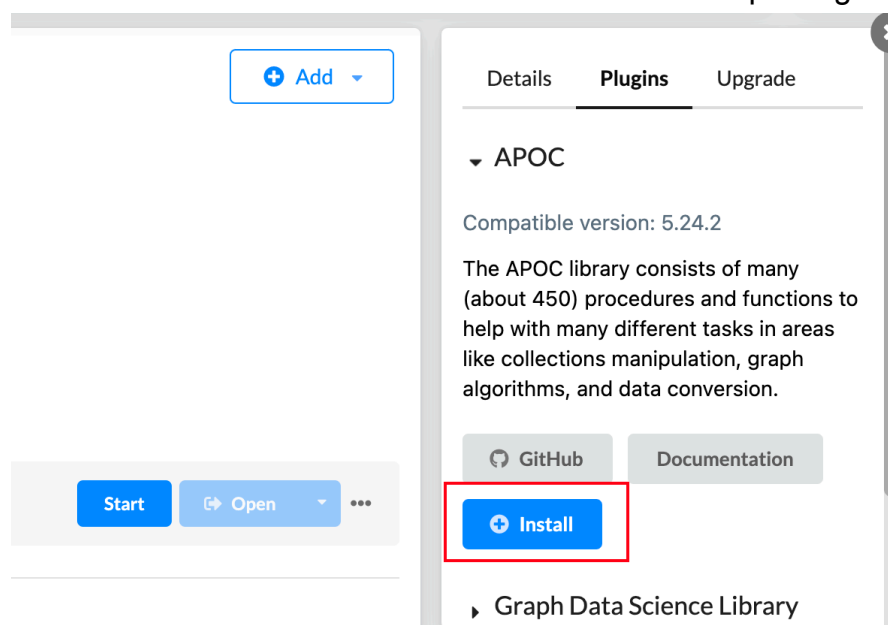 Add
Details Plugins Upgrade
APOC
Compatible version: 5.24.2
The APOC library consists of many
(about 450) procedures and functions to
help with many different tasks in areas
like collections manipulation, graph
algorithms, and data conversion.
GitHub Documentation
Start Open
Install
Graph Data Science Library